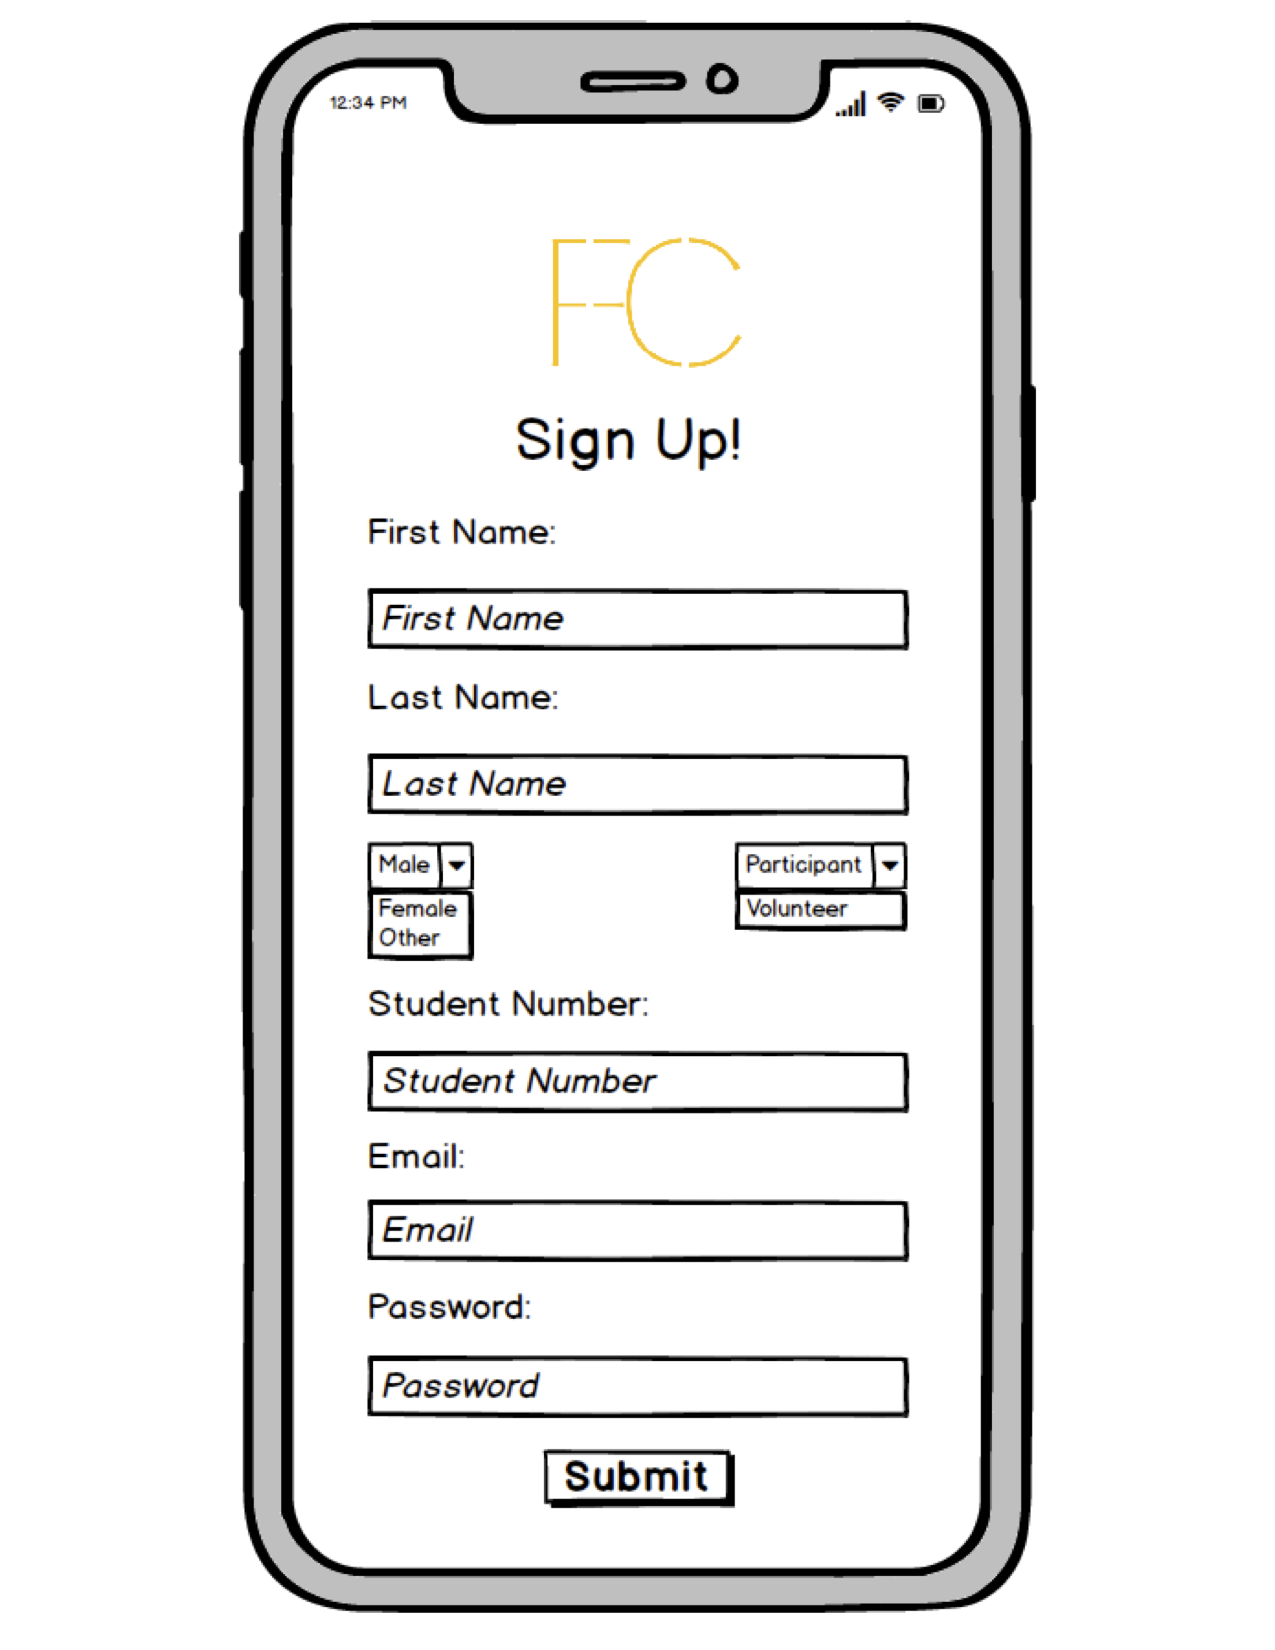 12:34 PM
FC
Sign Up!
First Name:
First Name
Last Name:
Last Name
Male
Participant
Female
Volunteer
Other
Student Number:
Student Number
Email:
Email
Password:
Password
Submit